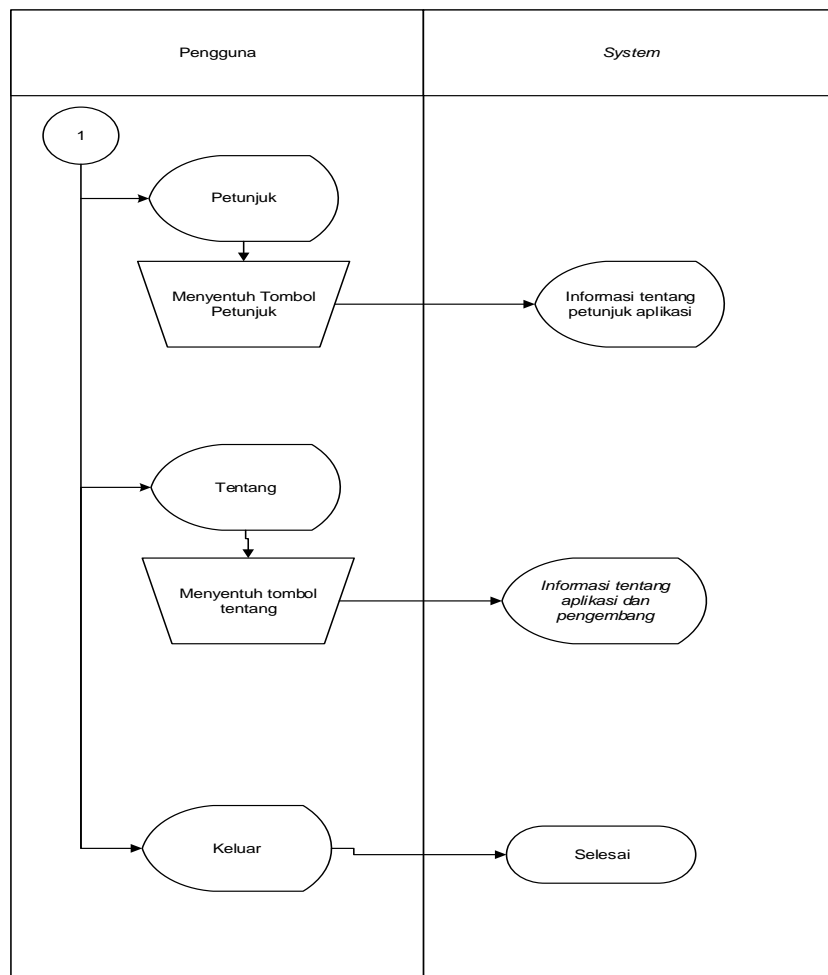 Pengguna
System
1
Petunjuk
Menyentuh Tombol
Petunjuk
Informasi tentang
petunjuk aplikasi
Tentang
Menyentuh tombol
tentang
Informasi tentang
aplikasi dan
pengembang
Keluar
Selesai